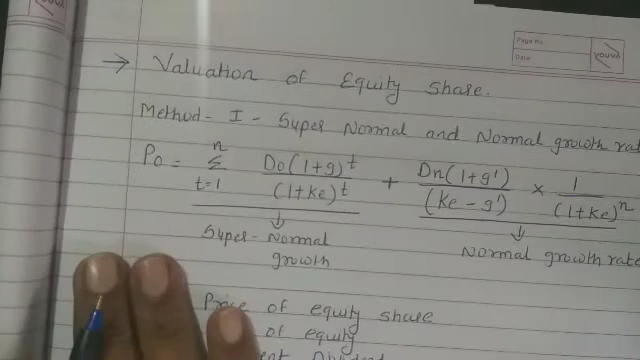 Page No
Date
YOUVA
→ Valuation of Equity share.
Method - I - Super Normal and Normal growth rate
P₀ = Σ (t=1 to n) D₀(1+g)^t / (1+ke)^t + Dn(1+g') / (ke-g') × 1 / (1+ke)^n
↓ ↓
Super-Normal growth
Normal growth rate
Price of equity share
of equity
Dividend